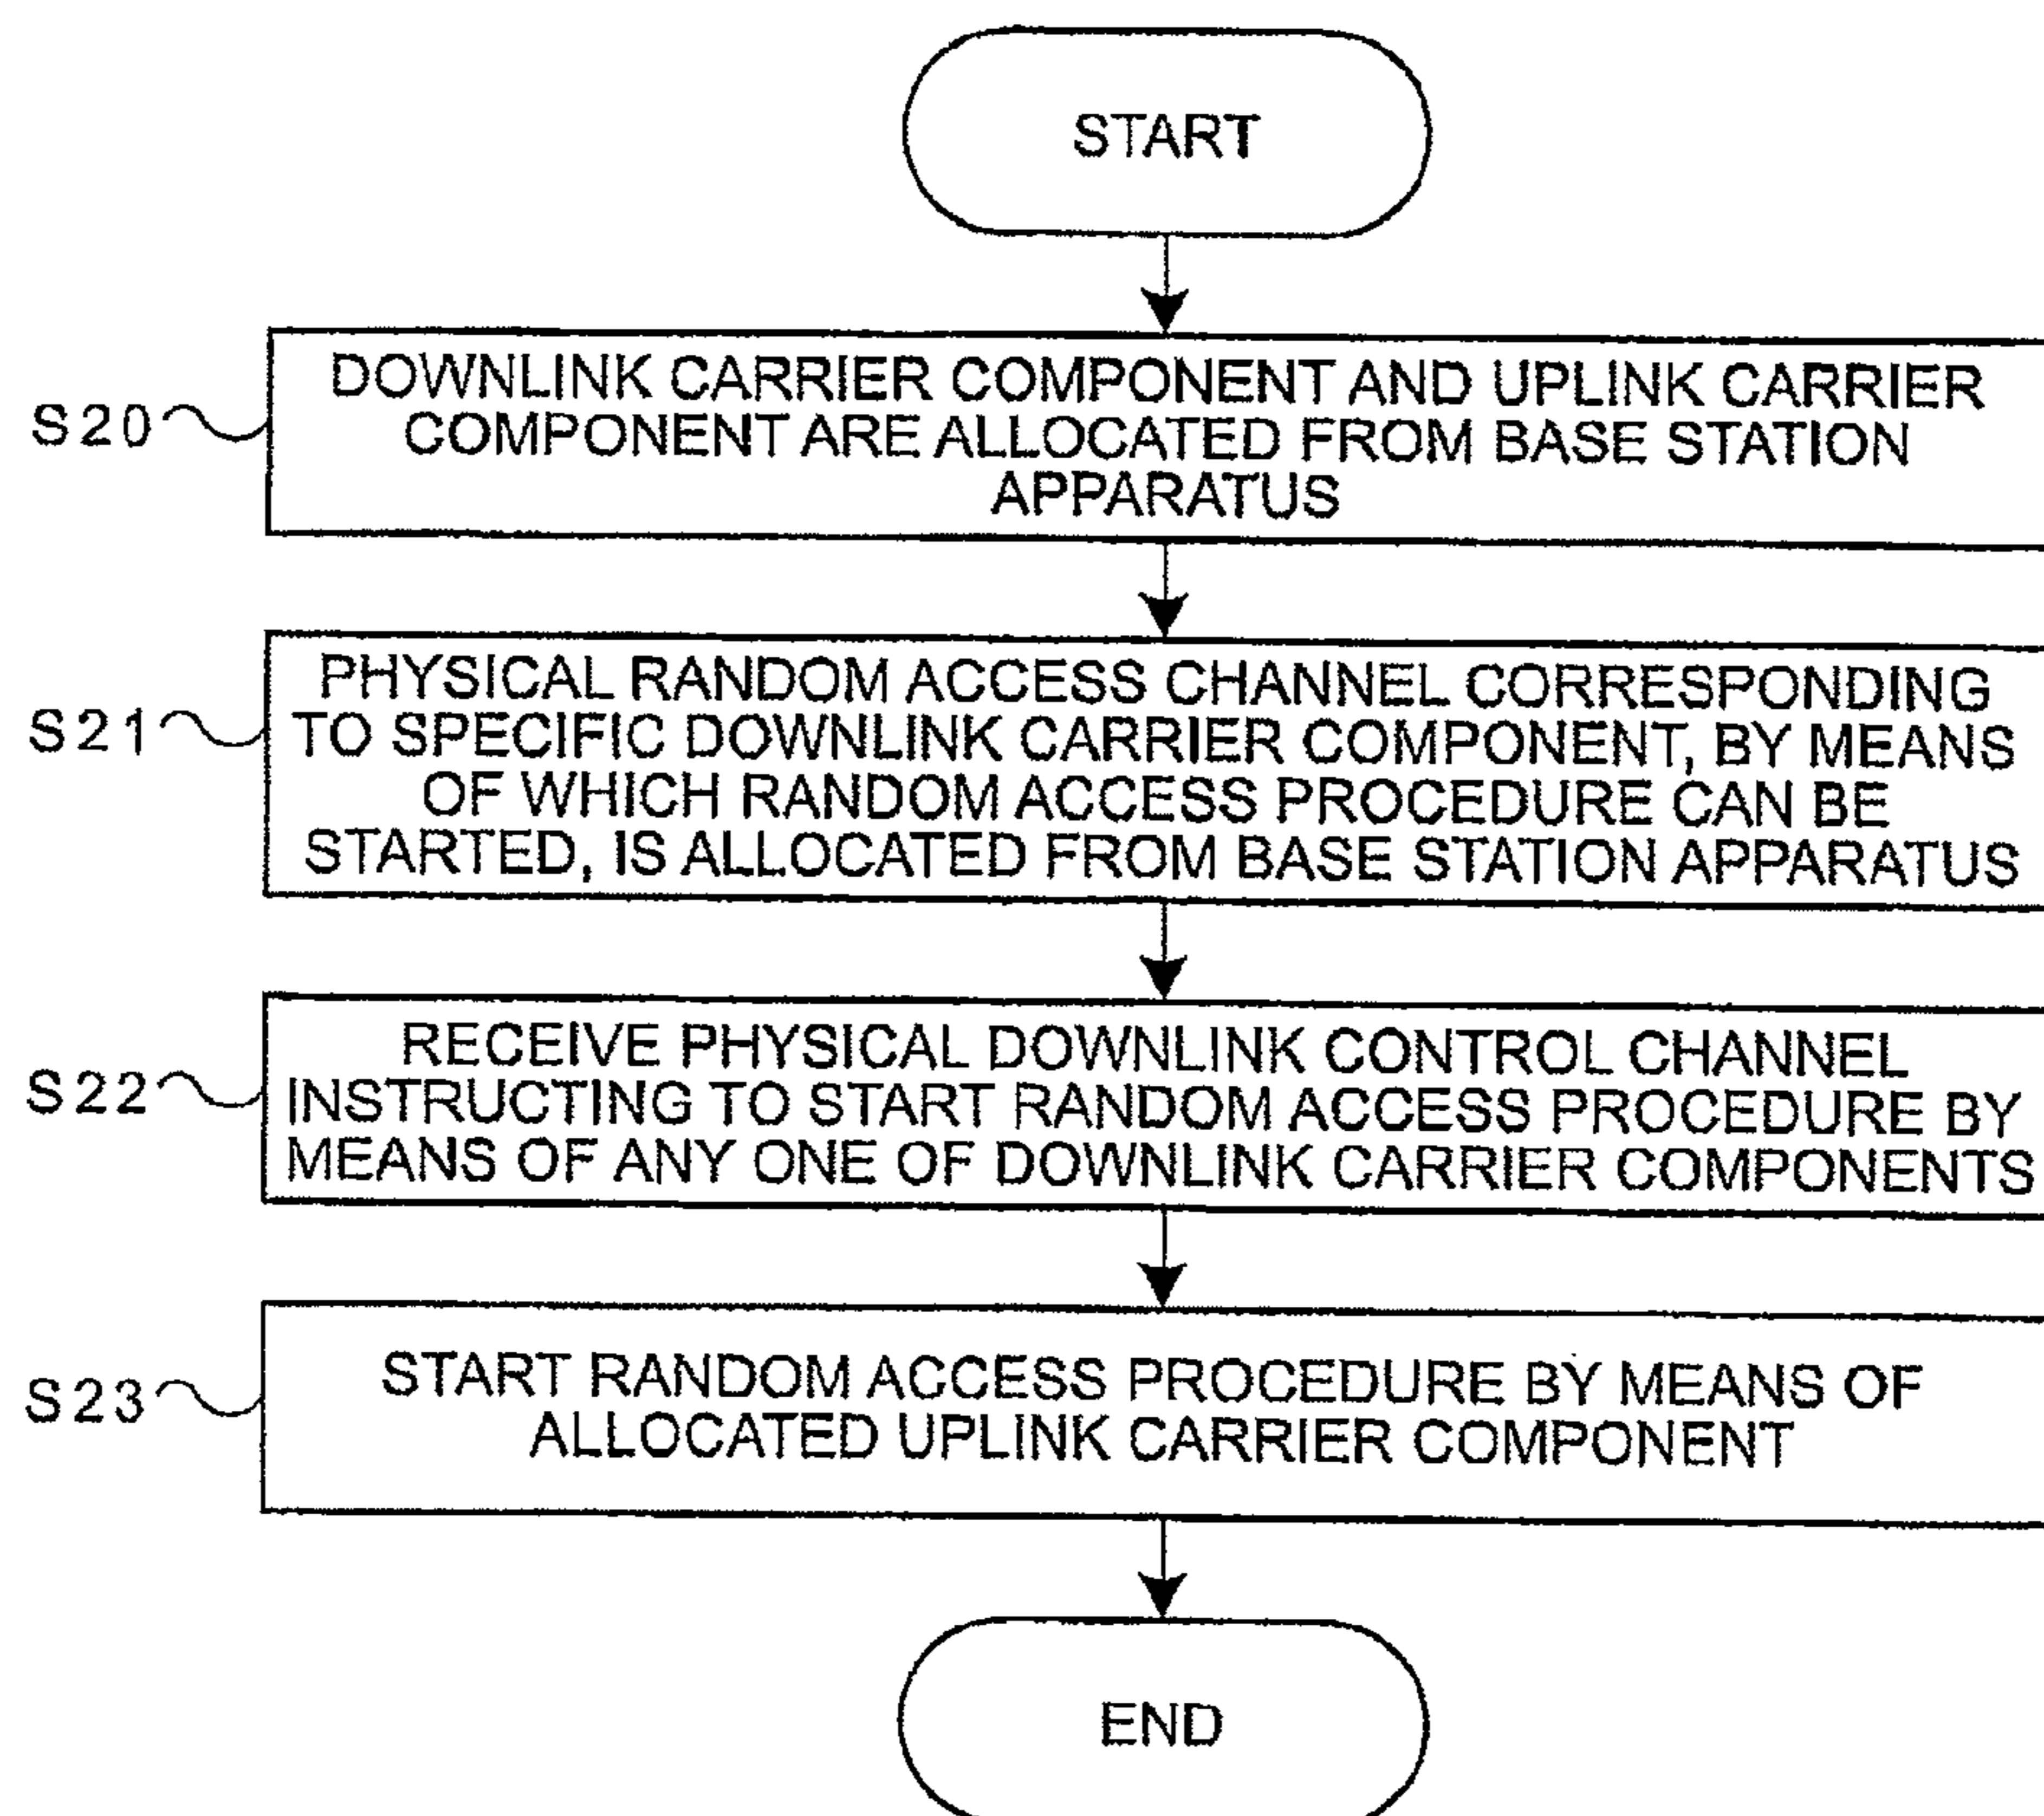 START
S20
DOWNLINK CARRIER COMPONENT AND UPLINK CARRIER
COMPONENT ARE ALLOCATED FROM BASE STATION
APPARATUS
S21
PHYSICAL RANDOM ACCESS CHANNEL CORRESPONDING
TO SPECIFIC DOWNLINK CARRIER COMPONENT, BY MEANS
OF WHICH RANDOM ACCESS PROCEDURE CAN BE
STARTED, IS ALLOCATED FROM BASE STATION APPARATUS
S22
RECEIVE PHYSICAL DOWNLINK CONTROL CHANNEL
INSTRUCTING TO START RANDOM ACCESS PROCEDURE BY
MEANS OF ANY ONE OF DOWNLINK CARRIER COMPONENTS
S23
START RANDOM ACCESS PROCEDURE BY MEANS OF
ALLOCATED UPLINK CARRIER COMPONENT
END